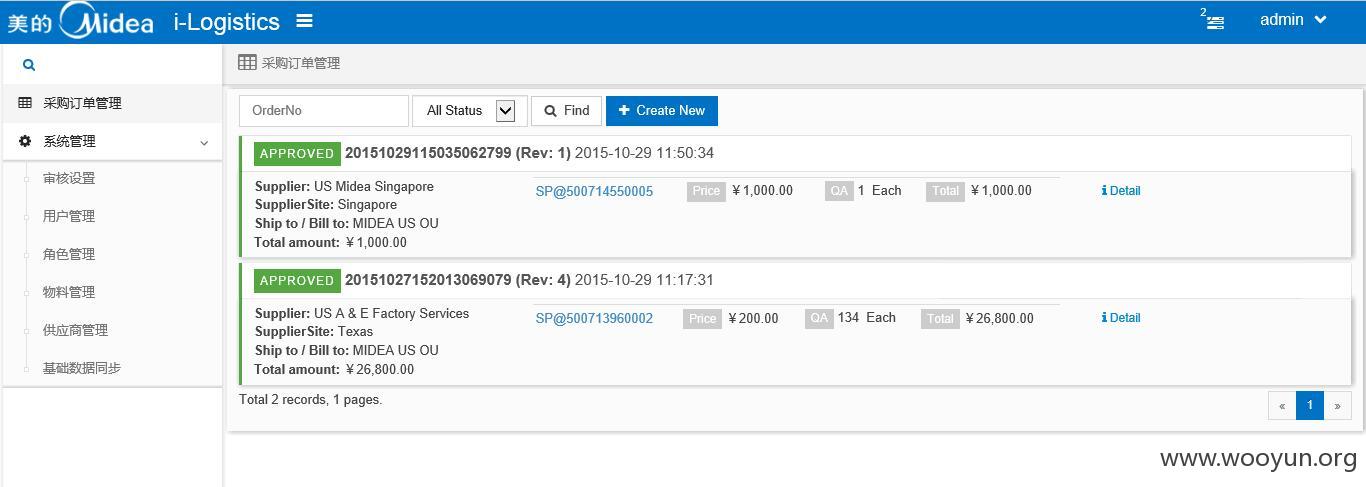 美的 Midea i-Logistics
2
admin
采购订单管理
系统管理
审核设置
用户管理
角色管理
物料管理
供应商管理
基础数据同步
采购订单管理
OrderNo All Status Find Create New
APPROVED 20151029115035062799 (Rev: 1) 2015-10-29 11:50:34
Supplier: US Midea Singapore
SupplierSite: Singapore
Ship to / Bill to: MIDEA US OU
Total amount: ¥1,000.00
SP@500714550005 Price ¥1,000.00 QA 1 Each Total ¥1,000.00 Detail
APPROVED 20151027152013069079 (Rev: 4) 2015-10-29 11:17:31
Supplier: US A & E Factory Services
SupplierSite: Texas
Ship to / Bill to: MIDEA US OU
Total amount: ¥26,800.00
SP@500713960002 Price ¥200.00 QA 134 Each Total ¥26,800.00 Detail
Total 2 records, 1 pages.
« 1 »
www.wooyun.org